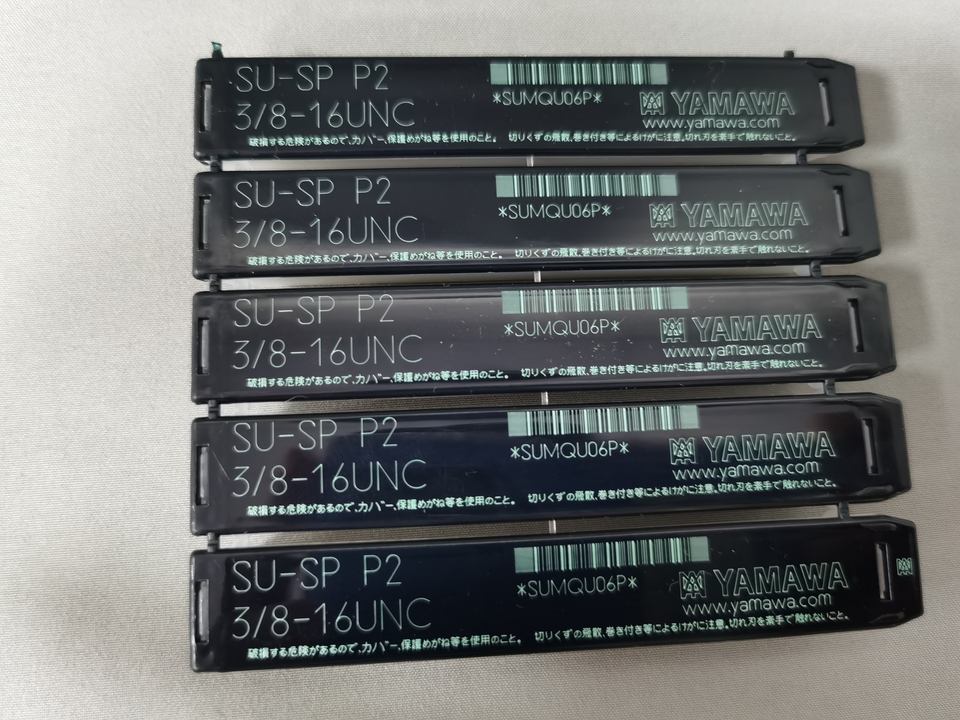 SU-SP P2
3/8-16UNC
*SUMQU06P*
YAMAWA
www.yamawa.com
破損する危険があるので、カバー、保護めがね等を使用のこと。 切りくずの飛散、巻き付き等によるけがに注意。切れ刃を素手で触れないこと。
SU-SP P2
3/8-16UNC
*SUMQU06P*
YAMAWA
www.yamawa.com
破損する危険があるので、カバー、保護めがね等を使用のこと。 切りくずの飛散、巻き付き等によるけがに注意。切れ刃を素手で触れないこと。
SU-SP P2
3/8-16UNC
*SUMQU06P*
YAMAWA
www.yamawa.com
破損する危険があるので、カバー、保護めがね等を使用のこと。 切りくずの飛散、巻き付き等によるけがに注意。切れ刃を素手で触れないこと。
SU-SP P2
3/8-16UNC
*SUMQU06P*
YAMAWA
www.yamawa.com
破損する危険があるので、カバー、保護めがね等を使用のこと。 切りくずの飛散、巻き付き等によるけがに注意。切れ刃を素手で触れないこと。
SU-SP P2
3/8-16UNC
*SUMQU06P*
YAMAWA
www.yamawa.com
破損する危険があるので、カバー、保護めがね等を使用のこと。 切りくずの飛散、巻き付き等によるけがに注意。切れ刃を素手で触れないこと。